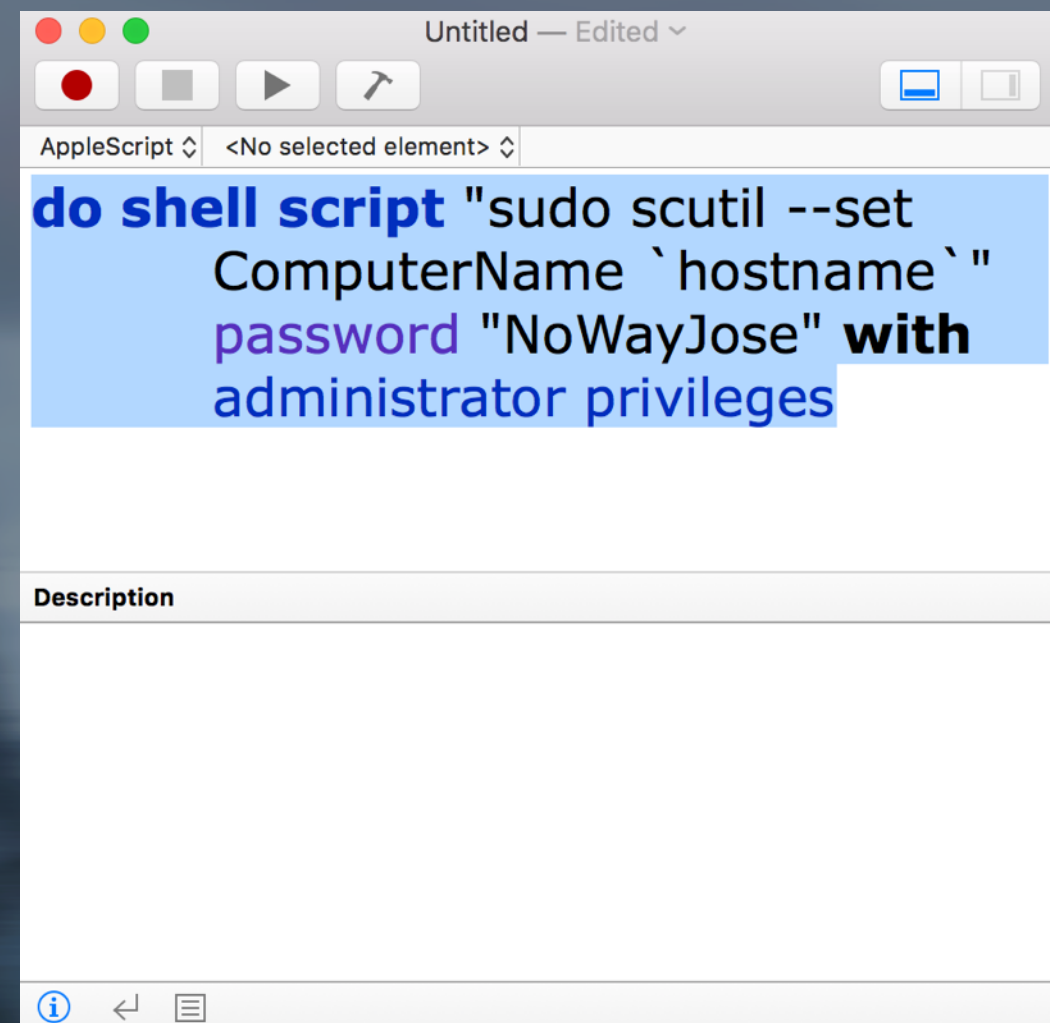 Untitled — Edited
AppleScript <No selected element>
do shell script "sudo scutil --set
ComputerName `hostname`"
password "NoWayJose" with
administrator privileges
Description